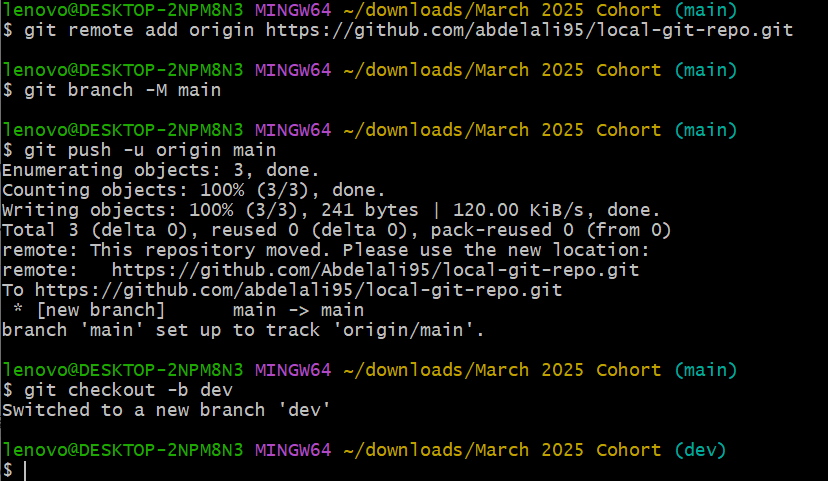 lenovo@DESKTOP-2NPM8N3 MINGW64 ~/downloads/March 2025 Cohort (main)
$ git remote add origin https://github.com/abdelali95/local-git-repo.git
lenovo@DESKTOP-2NPM8N3 MINGW64 ~/downloads/March 2025 Cohort (main)
$ git branch -M main
lenovo@DESKTOP-2NPM8N3 MINGW64 ~/downloads/March 2025 Cohort (main)
$ git push -u origin main
Enumerating objects: 3, done.
Counting objects: 100% (3/3), done.
Writing objects: 100% (3/3), 241 bytes | 120.00 KiB/s, done.
Total 3 (delta 0), reused 0 (delta 0), pack-reused 0 (from 0)
remote: This repository moved. Please use the new location:
remote:   https://github.com/Abdelali95/local-git-repo.git
To https://github.com/abdelali95/local-git-repo.git
 * [new branch]      main -> main
branch 'main' set up to track 'origin/main'.
lenovo@DESKTOP-2NPM8N3 MINGW64 ~/downloads/March 2025 Cohort (main)
$ git checkout -b dev
Switched to a new branch 'dev'
lenovo@DESKTOP-2NPM8N3 MINGW64 ~/downloads/March 2025 Cohort (dev)
$